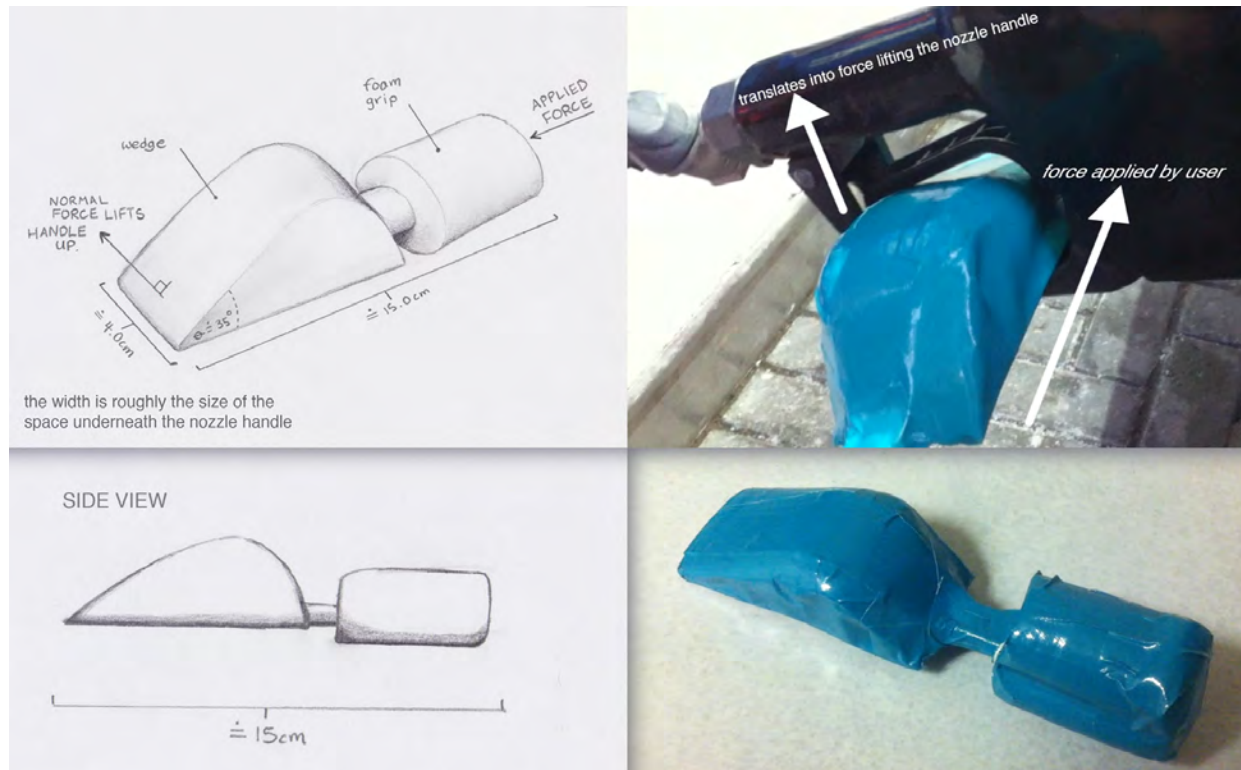 foam
grip
APPLIED
FORCE
wedge
NORMAL
FORCE LIFTS
HANDLE
UP.
θ ≐ 35°
≐ 4.0cm
≐ 15.0cm
the width is roughly the size of the
space underneath the nozzle handle
translates into force lifting the nozzle handle
force applied by user
SIDE VIEW
≐ 15cm